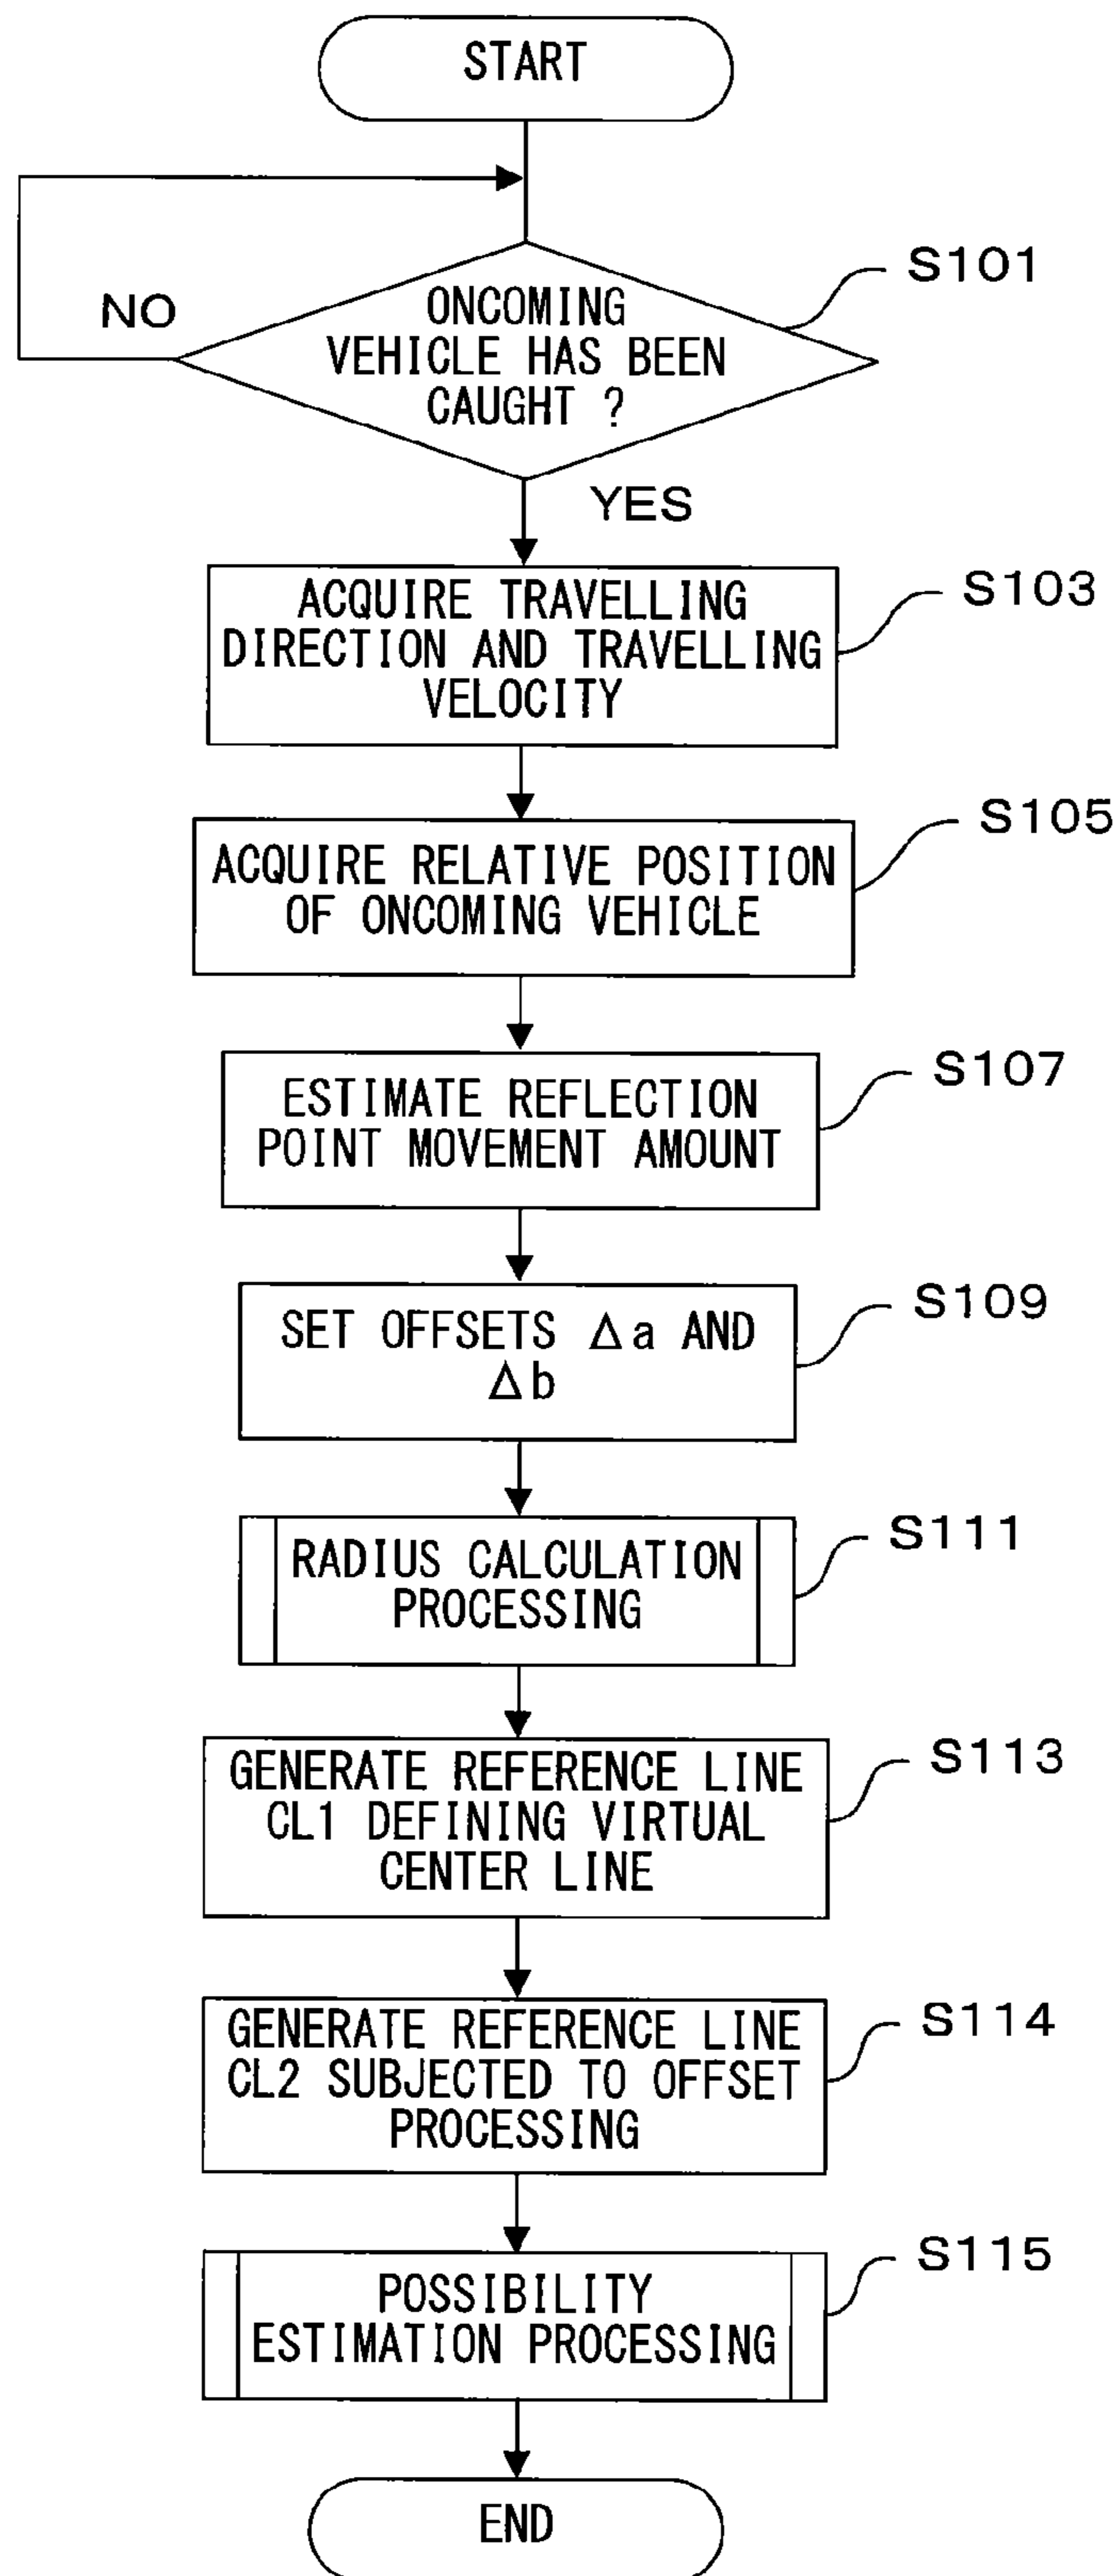 START
S101
NO
ONCOMING
VEHICLE HAS BEEN
CAUGHT ?
YES
S103
ACQUIRE TRAVELLING
DIRECTION AND TRAVELLING
VELOCITY
S105
ACQUIRE RELATIVE POSITION
OF ONCOMING VEHICLE
S107
ESTIMATE REFLECTION
POINT MOVEMENT AMOUNT
S109
SET OFFSETS Δa AND
Δb
S111
RADIUS CALCULATION
PROCESSING
S113
GENERATE REFERENCE LINE
CL1 DEFINING VIRTUAL
CENTER LINE
S114
GENERATE REFERENCE LINE
CL2 SUBJECTED TO OFFSET
PROCESSING
S115
POSSIBILITY
ESTIMATION PROCESSING
END